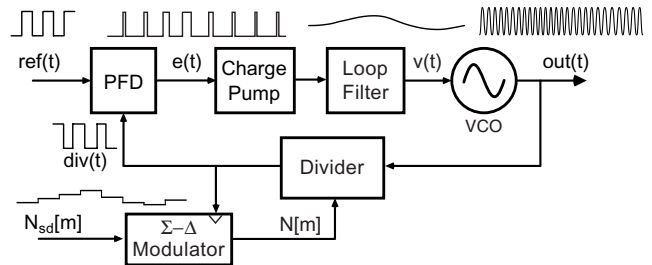 ref(t)
PFD
e(t)
Charge
Pump
Loop
Filter
v(t)
VCO
out(t)
div(t)
Divider
N_sd[m]
Σ–Δ
Modulator
N[m]